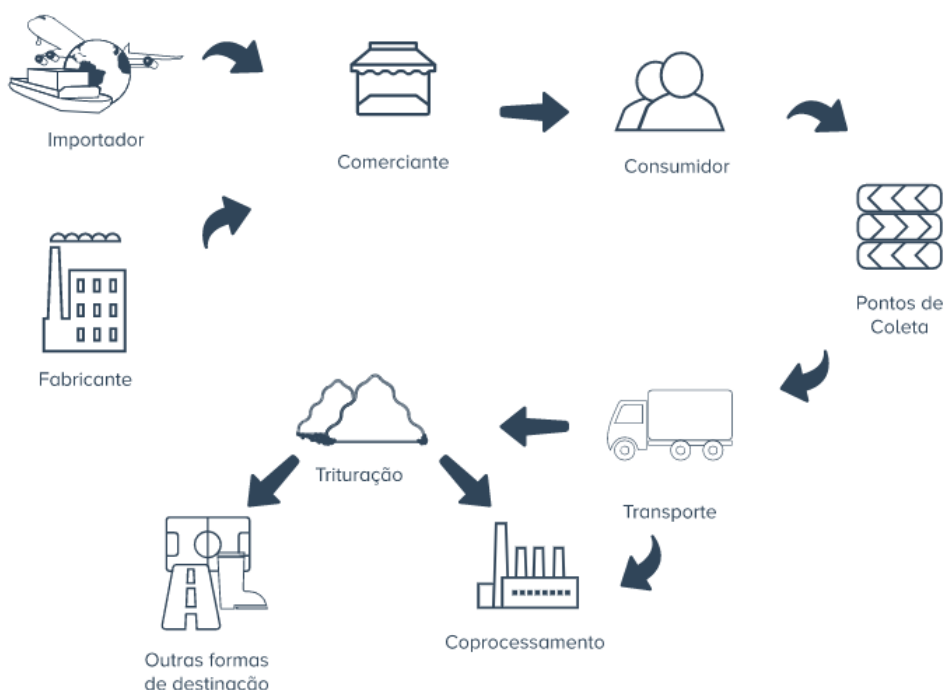 Importador
Comerciante
Consumidor
Pontos de
Coleta
Fabricante
Trituração
Transporte
Coprocessamento
Outras formas
de destinação